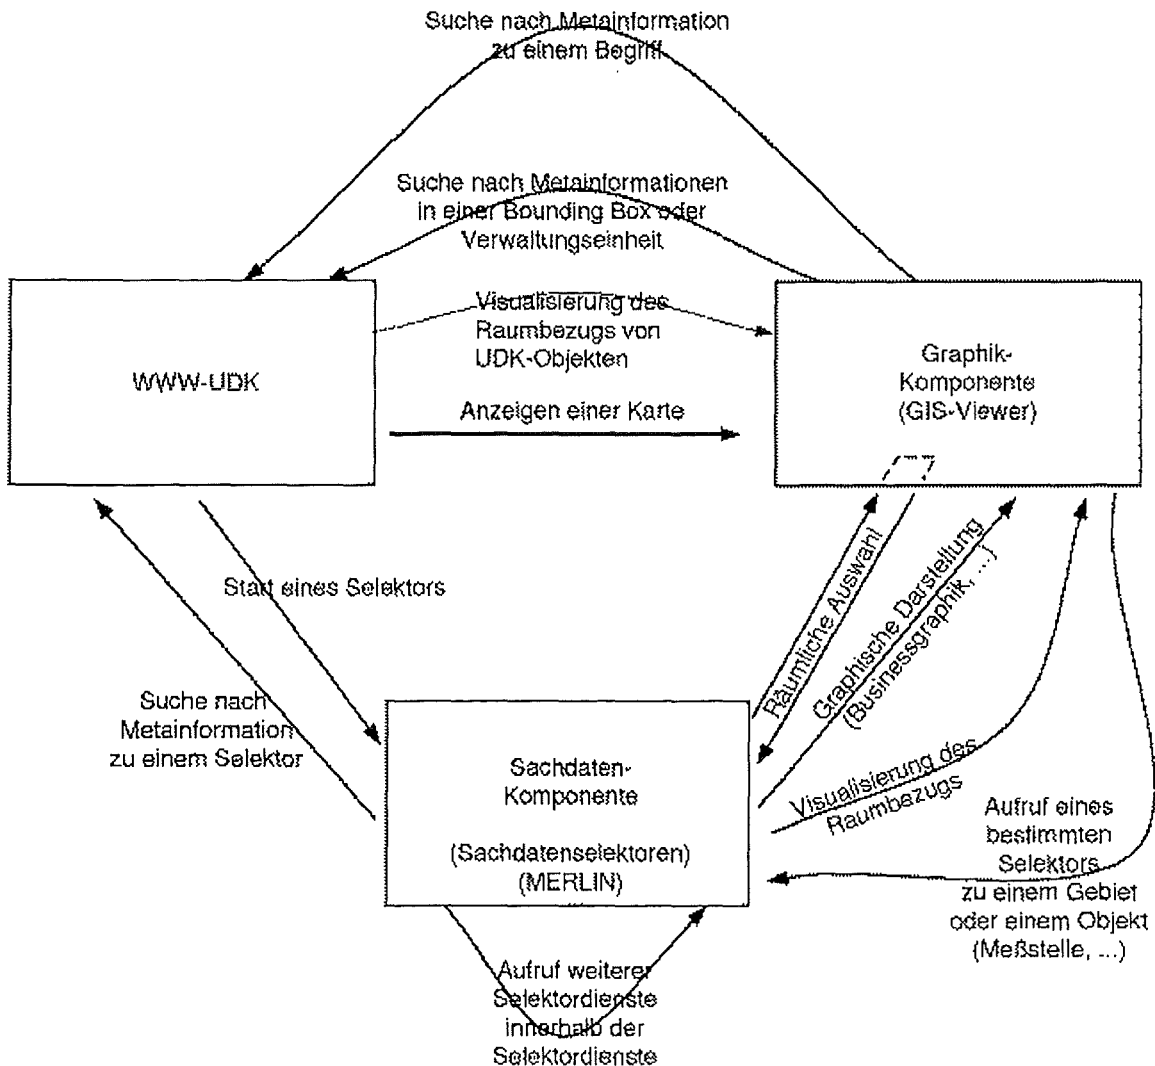 Suche nach Metainformation
zu einem Begriff
Suche nach Metainformationen
in einer Bounding Box oder
Verwaltungseinheit
Visualisierung des
Raumbezugs von
UDK-Objekten
WWW-UDK
Graphik-
Komponente
(GIS-Viewer)
Anzeigen einer Karte
Start eines Selektors
Räumliche Auswahl
Graphische Darstellung
(Businessgraphik, ...)
Suche nach
Metainformation
zu einem Selektor
Sachdaten-
Komponente
(Sachdatenselektoren)
(MERLIN)
Visualisierung des
Raumbezugs
Aufruf eines
bestimmten
Selektors
zu einem Gebiet
oder einem Objekt
(Meßstelle, ...)
Aufruf weiterer
Selektordienste
innerhalb der
Selektordienste